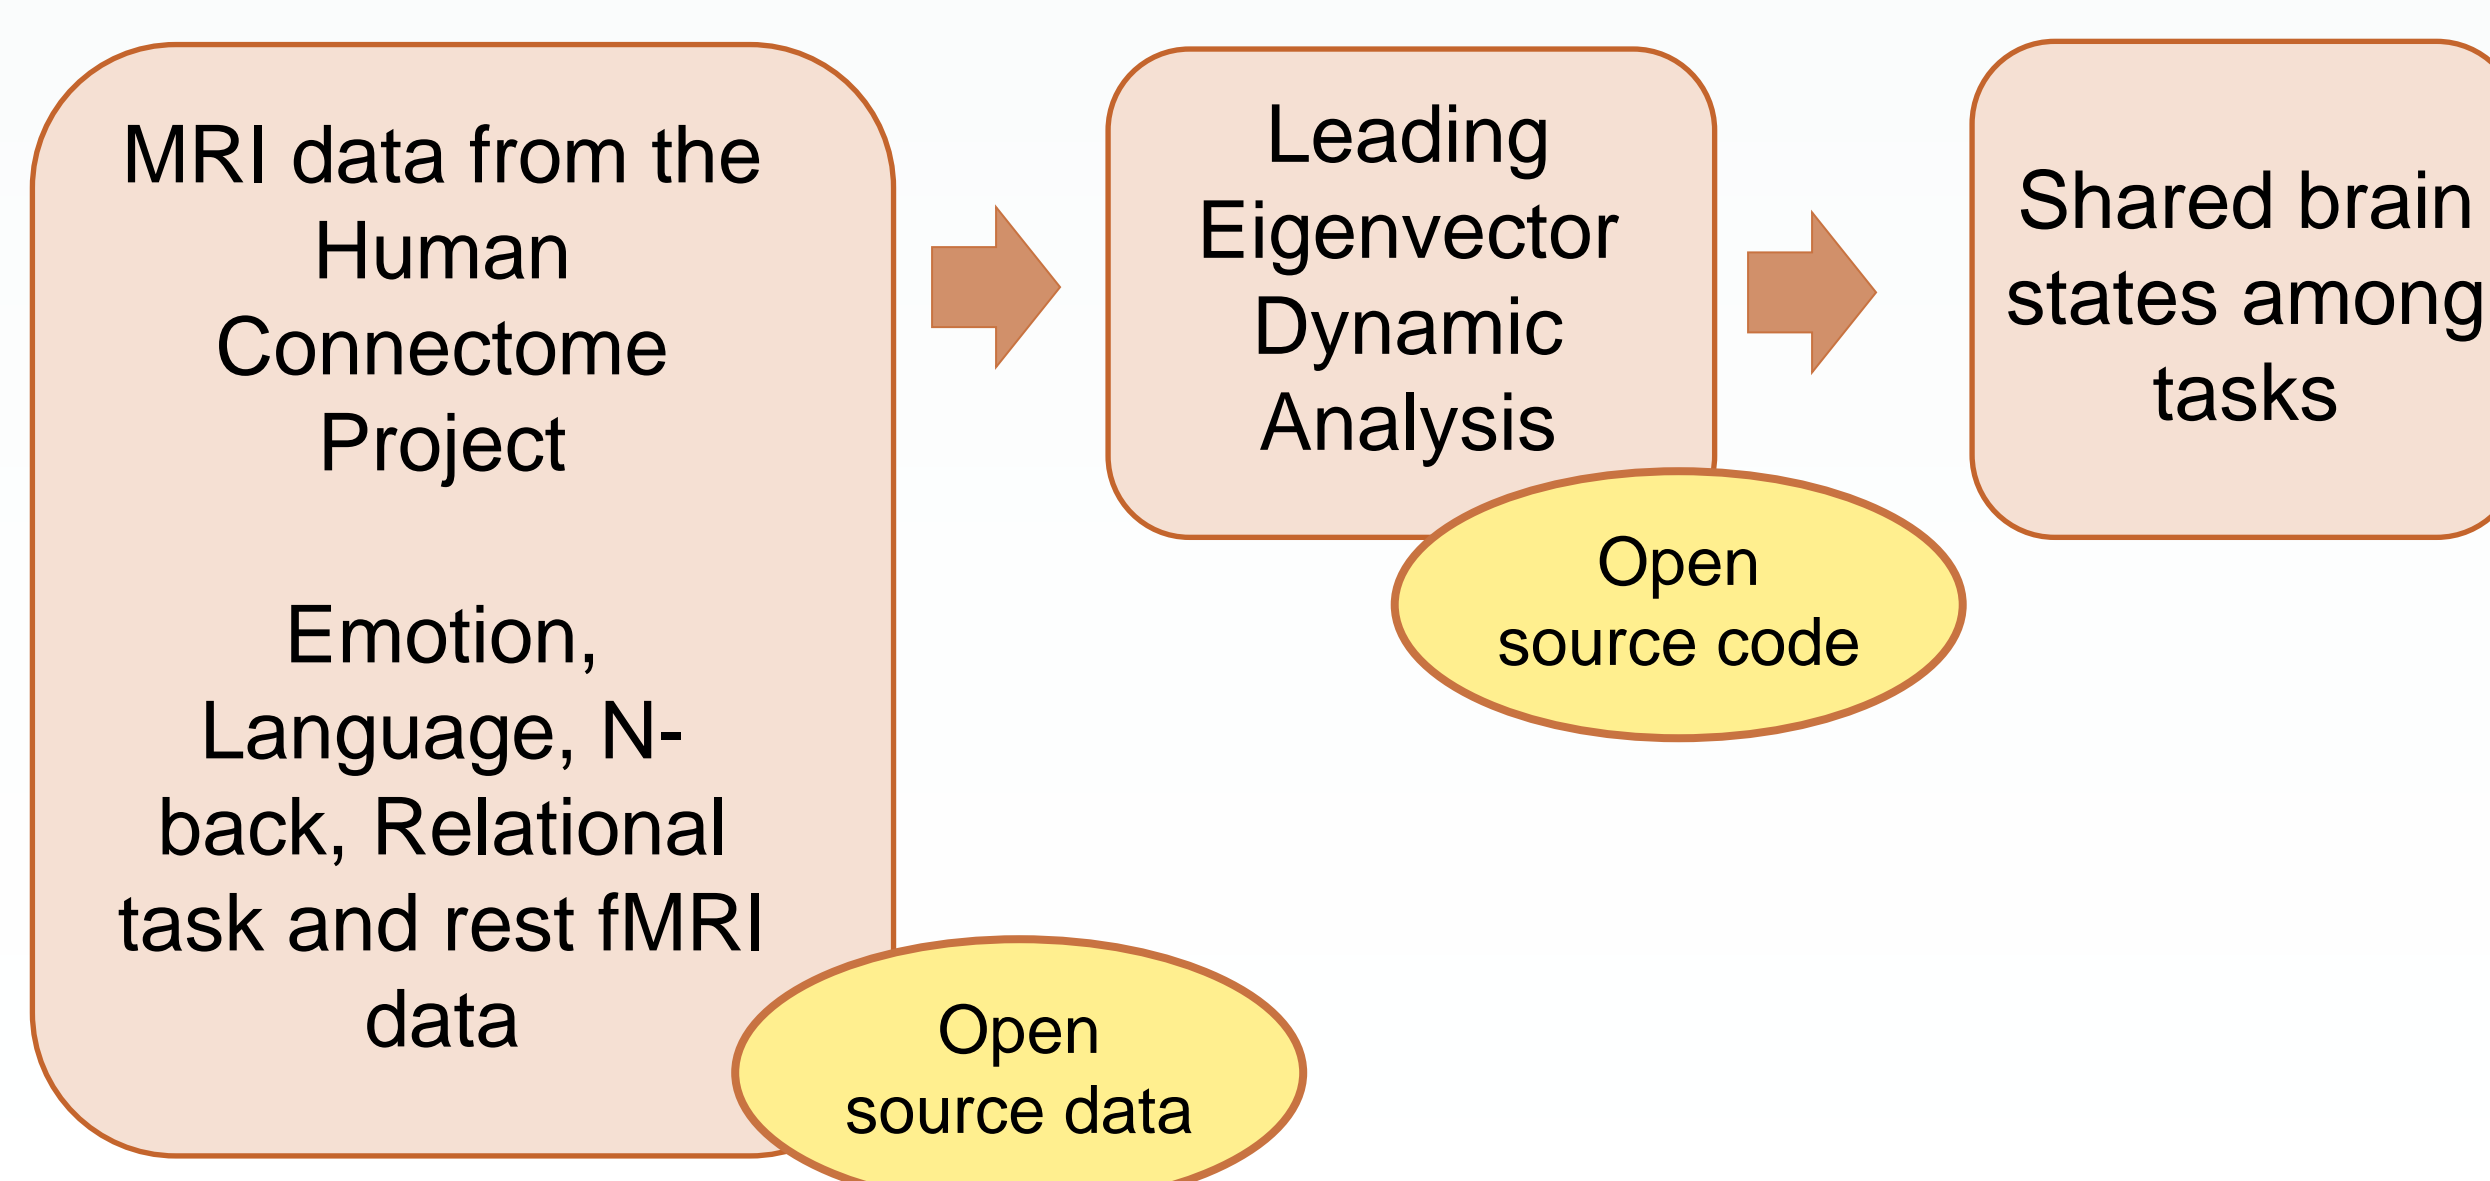 MRI data from the
Human
Connectome
Project
Emotion,
Language, N-
back, Relational
task and rest fMRI
data
Open
source data
Leading
Eigenvector
Dynamic
Analysis
Open
source code
Shared brain
states among
tasks